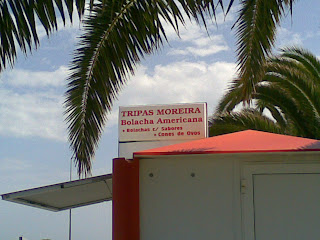 TRIPAS MOREIRA
Bolacha Americana
• Bolachas c/ Sabores
• Cones de Ovos